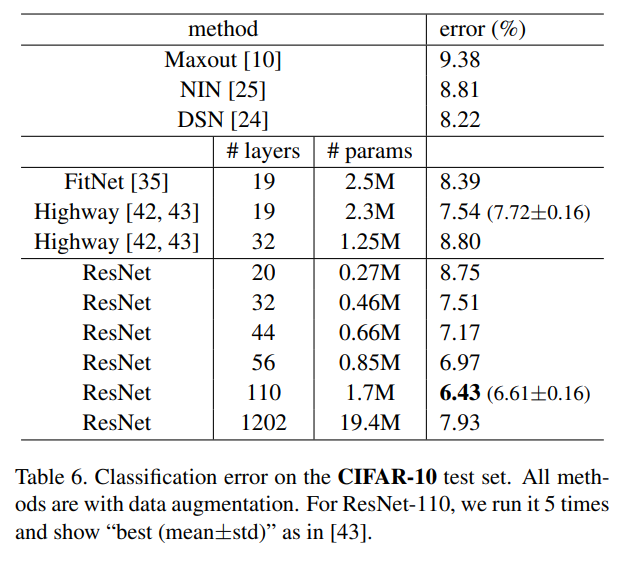 method error (%)
Maxout [10] 9.38
NIN [25] 8.81
DSN [24] 8.22
# layers # params
FitNet [35] 19 2.5M 8.39
Highway [42, 43] 19 2.3M 7.54 (7.72±0.16)
Highway [42, 43] 32 1.25M 8.80
ResNet 20 0.27M 8.75
ResNet 32 0.46M 7.51
ResNet 44 0.66M 7.17
ResNet 56 0.85M 6.97
ResNet 110 1.7M 6.43 (6.61±0.16)
ResNet 1202 19.4M 7.93
Table 6. Classification error on the CIFAR-10 test set. All meth-
ods are with data augmentation. For ResNet-110, we run it 5 times
and show “best (mean±std)” as in [43].